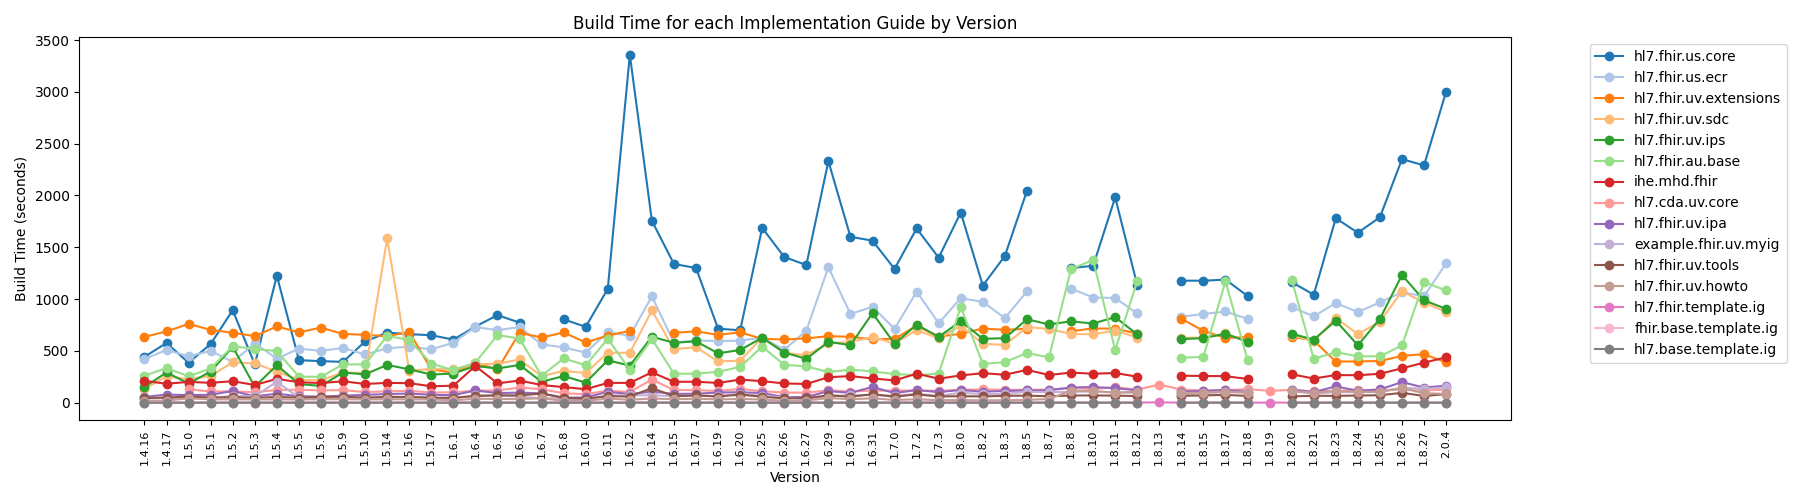 Build Time for each Implementation Guide by Version
Build Time (seconds)
3500
3000
2500
2000
1500
1000
500
0
1.4.16 1.4.17 1.5.0 1.5.1 1.5.2 1.5.3 1.5.4 1.5.5 1.5.6 1.5.9 1.5.10 1.5.14 1.5.16 1.5.17 1.6.1 1.6.4 1.6.5 1.6.6 1.6.7 1.6.8 1.6.10 1.6.11 1.6.12 1.6.14 1.6.15 1.6.17 1.6.19 1.6.20 1.6.25 1.6.26 1.6.27 1.6.29 1.6.30 1.6.31 1.7.0 1.7.2 1.7.3 1.8.0 1.8.2 1.8.3 1.8.5 1.8.7 1.8.8 1.8.10 1.8.11 1.8.12 1.8.13 1.8.14 1.8.15 1.8.17 1.8.18 1.8.19 1.8.20 1.8.21 1.8.23 1.8.24 1.8.25 1.8.26 1.8.27 2.0.4
Version
hl7.fhir.us.core
hl7.fhir.us.ecr
hl7.fhir.uv.extensions
hl7.fhir.uv.sdc
hl7.fhir.uv.ips
hl7.fhir.au.base
ihe.mhd.fhir
hl7.cda.uv.core
hl7.fhir.uv.ipa
example.fhir.uv.myig
hl7.fhir.uv.tools
hl7.fhir.uv.howto
hl7.fhir.template.ig
fhir.base.template.ig
hl7.base.template.ig